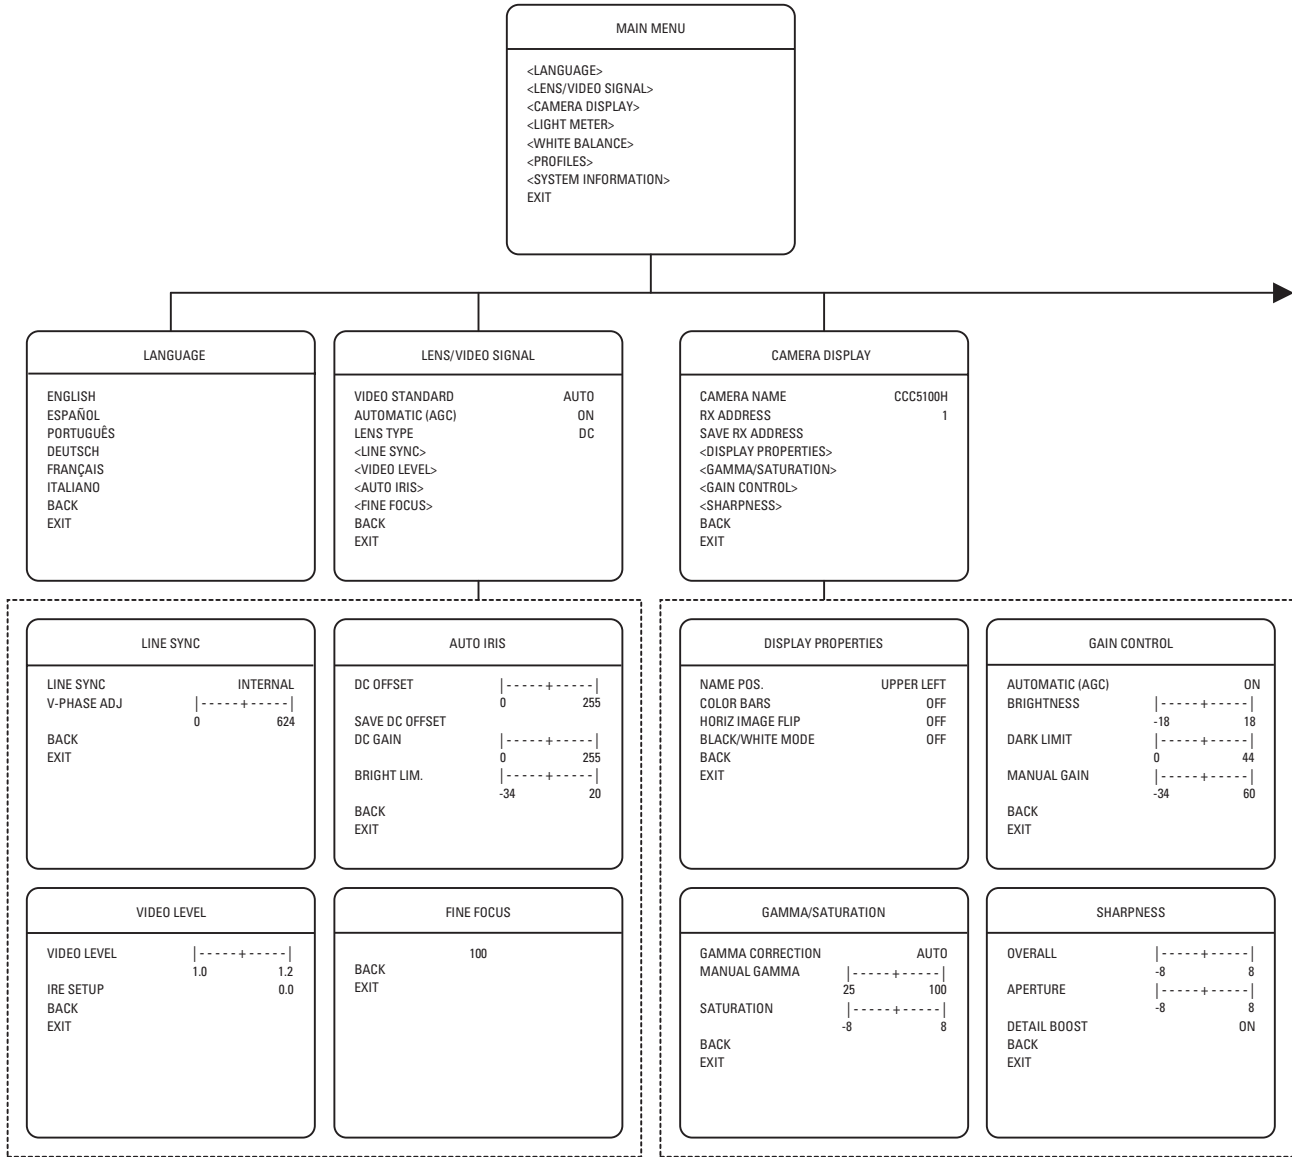 MAIN MENU
<LANGUAGE>
<LENS/VIDEO SIGNAL>
<CAMERA DISPLAY>
<LIGHT METER>
<WHITE BALANCE>
<PROFILES>
<SYSTEM INFORMATION>
EXIT
LANGUAGE
ENGLISH
ESPAÑOL
PORTUGUÊS
DEUTSCH
FRANÇAIS
ITALIANO
BACK
EXIT
LENS/VIDEO SIGNAL
VIDEO STANDARD AUTO
AUTOMATIC (AGC) ON
LENS TYPE DC
<LINE SYNC>
<VIDEO LEVEL>
<AUTO IRIS>
<FINE FOCUS>
BACK
EXIT
CAMERA DISPLAY
CAMERA NAME CCC5100H
RX ADDRESS 1
SAVE RX ADDRESS
<DISPLAY PROPERTIES>
<GAMMA/SATURATION>
<GAIN CONTROL>
<SHARPNESS>
BACK
EXIT
LINE SYNC
LINE SYNC INTERNAL
V-PHASE ADJ |-----+-----|
0 624
BACK
EXIT
AUTO IRIS
DC OFFSET |-----+-----|
0 255
SAVE DC OFFSET
DC GAIN |-----+-----|
0 255
BRIGHT LIM. |-----+-----|
-34 20
BACK
EXIT
DISPLAY PROPERTIES
NAME POS. UPPER LEFT
COLOR BARS OFF
HORIZ IMAGE FLIP OFF
BLACK/WHITE MODE OFF
BACK
EXIT
GAIN CONTROL
AUTOMATIC (AGC) ON
BRIGHTNESS |-----+-----|
-18 18
DARK LIMIT |-----+-----|
0 44
MANUAL GAIN |-----+-----|
-34 60
BACK
EXIT
VIDEO LEVEL
VIDEO LEVEL |-----+-----|
1.0 1.2
IRE SETUP 0.0
BACK
EXIT
FINE FOCUS
100
BACK
EXIT
GAMMA/SATURATION
GAMMA CORRECTION AUTO
MANUAL GAMMA |-----+-----|
25 100
SATURATION |-----+-----|
-8 8
BACK
EXIT
SHARPNESS
OVERALL |-----+-----|
-8 8
APERTURE |-----+-----|
-8 8
DETAIL BOOST ON
BACK
EXIT